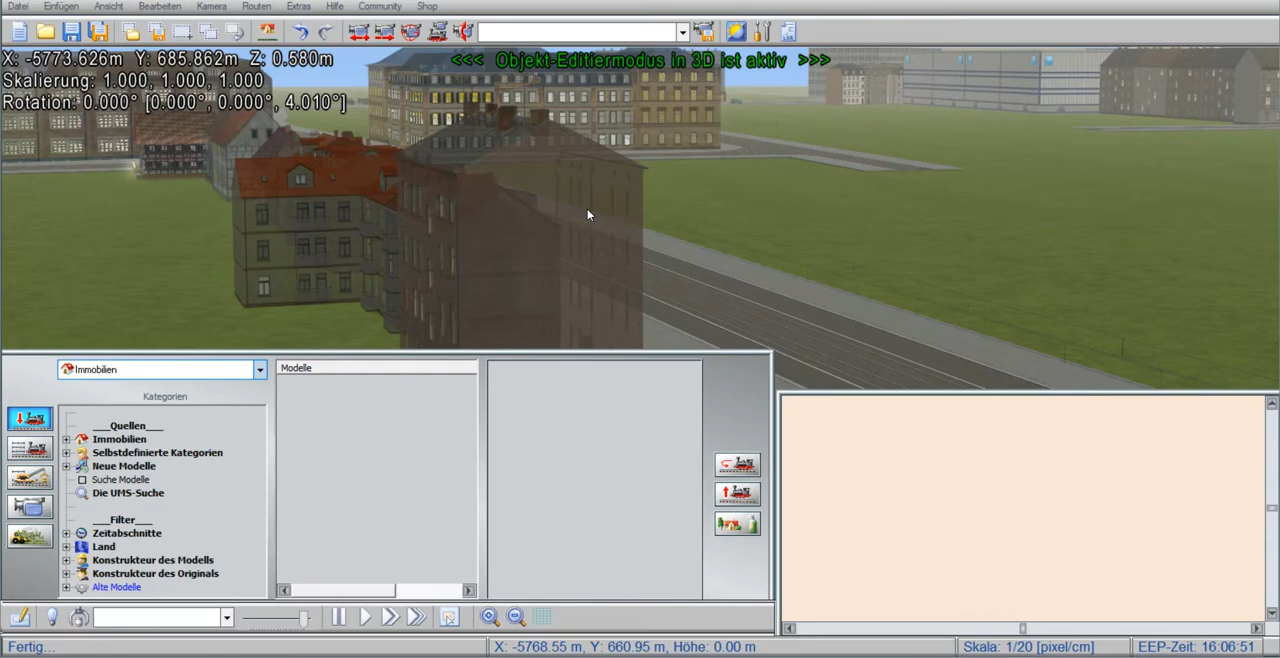 Datei Einfügen Ansicht Bearbeiten Kamera Routen Extras Hilfe Community Shop
X: -5773.626m Y: 685.862m Z: 0.580m
<<< Objekt-Editiermodus in 3D ist aktiv >>>
Skalierung: 1.000, 1.000, 1.000
Rotation: 0.000° [0.000°, 0.000°, 4.010°]
Immobilien
Modelle
Kategorien
___Quellen___
Immobilien
Selbstdefinierte Kategorien
Neue Modelle
Suche Modelle
Die UMS-Suche
___Filter___
Zeitabschnitte
Land
Konstrukteur des Modells
Konstrukteur des Originals
Alte Modelle
Fertig...
X: -5768.55 m, Y: 660.95 m, Höhe: 0.00 m
Skala: 1/20 [pixel/cm]
EEP-Zeit: 16:06:51